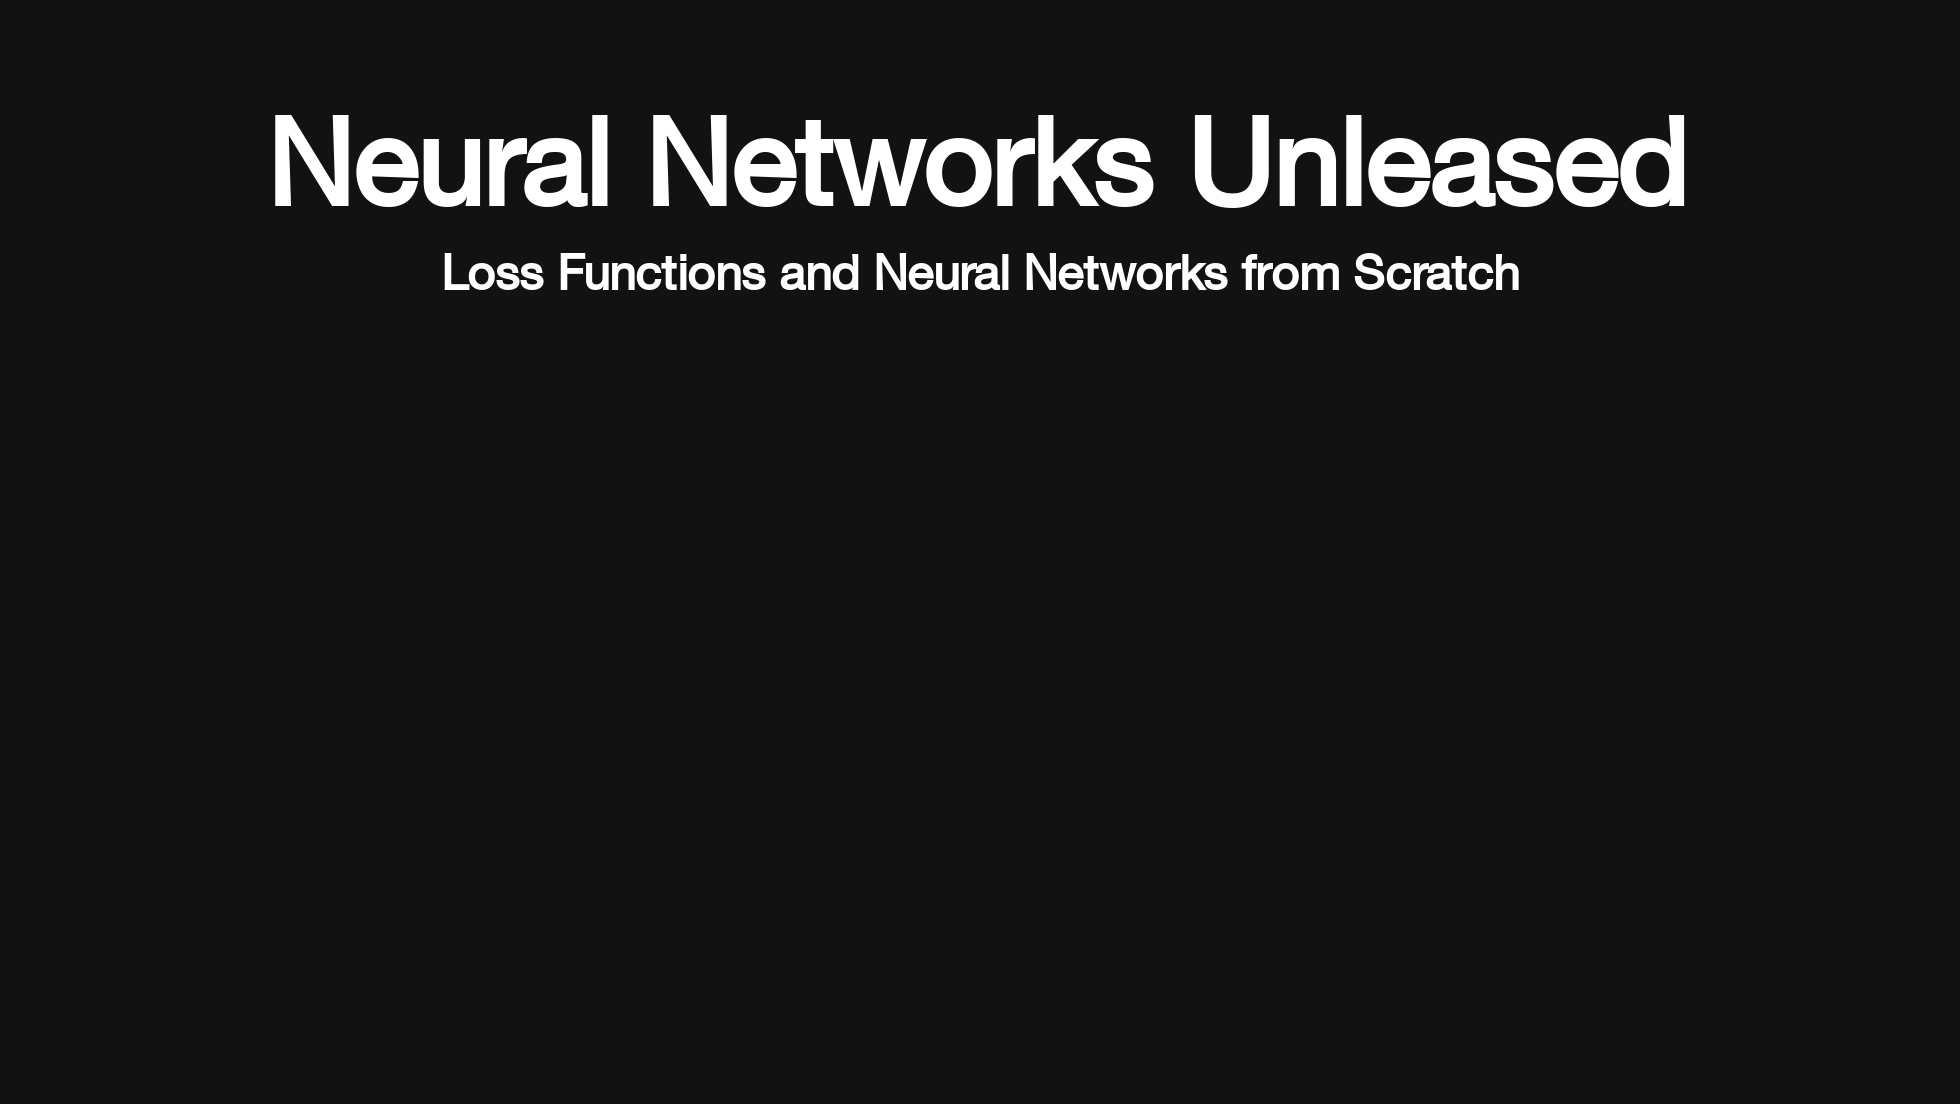 Neural Networks Unleased
Loss Functions and Neural Networks from Scratch